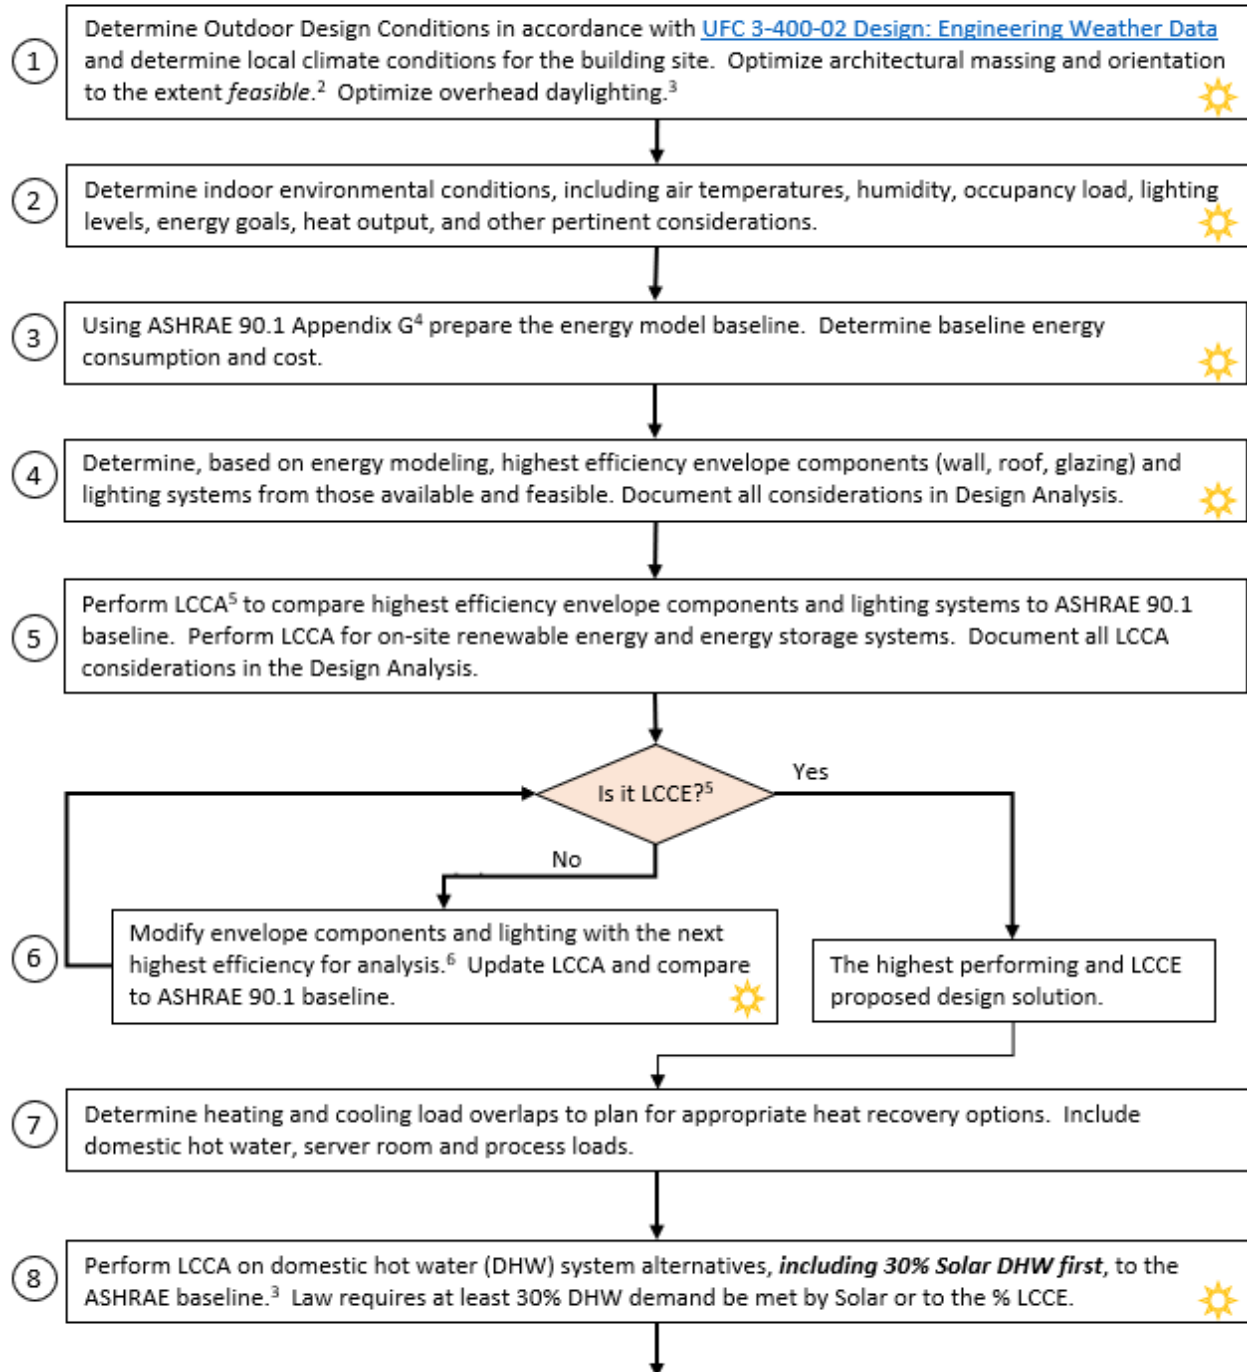 1
Determine Outdoor Design Conditions in accordance with UFC 3-400-02 Design: Engineering Weather Data
and determine local climate conditions for the building site. Optimize architectural massing and orientation
to the extent feasible.² Optimize overhead daylighting.³
2
Determine indoor environmental conditions, including air temperatures, humidity, occupancy load, lighting
levels, energy goals, heat output, and other pertinent considerations.
3
Using ASHRAE 90.1 Appendix G⁴ prepare the energy model baseline. Determine baseline energy
consumption and cost.
4
Determine, based on energy modeling, highest efficiency envelope components (wall, roof, glazing) and
lighting systems from those available and feasible. Document all considerations in Design Analysis.
5
Perform LCCA⁵ to compare highest efficiency envelope components and lighting systems to ASHRAE 90.1
baseline. Perform LCCA for on-site renewable energy and energy storage systems. Document all LCCA
considerations in the Design Analysis.
Is it LCCE?⁵
Yes
No
6
Modify envelope components and lighting with the next
highest efficiency for analysis.⁶ Update LCCA and compare
to ASHRAE 90.1 baseline.
The highest performing and LCCE
proposed design solution.
7
Determine heating and cooling load overlaps to plan for appropriate heat recovery options. Include
domestic hot water, server room and process loads.
8
Perform LCCA on domestic hot water (DHW) system alternatives, including 30% Solar DHW first, to the
ASHRAE baseline.³ Law requires at least 30% DHW demand be met by Solar or to the % LCCE.